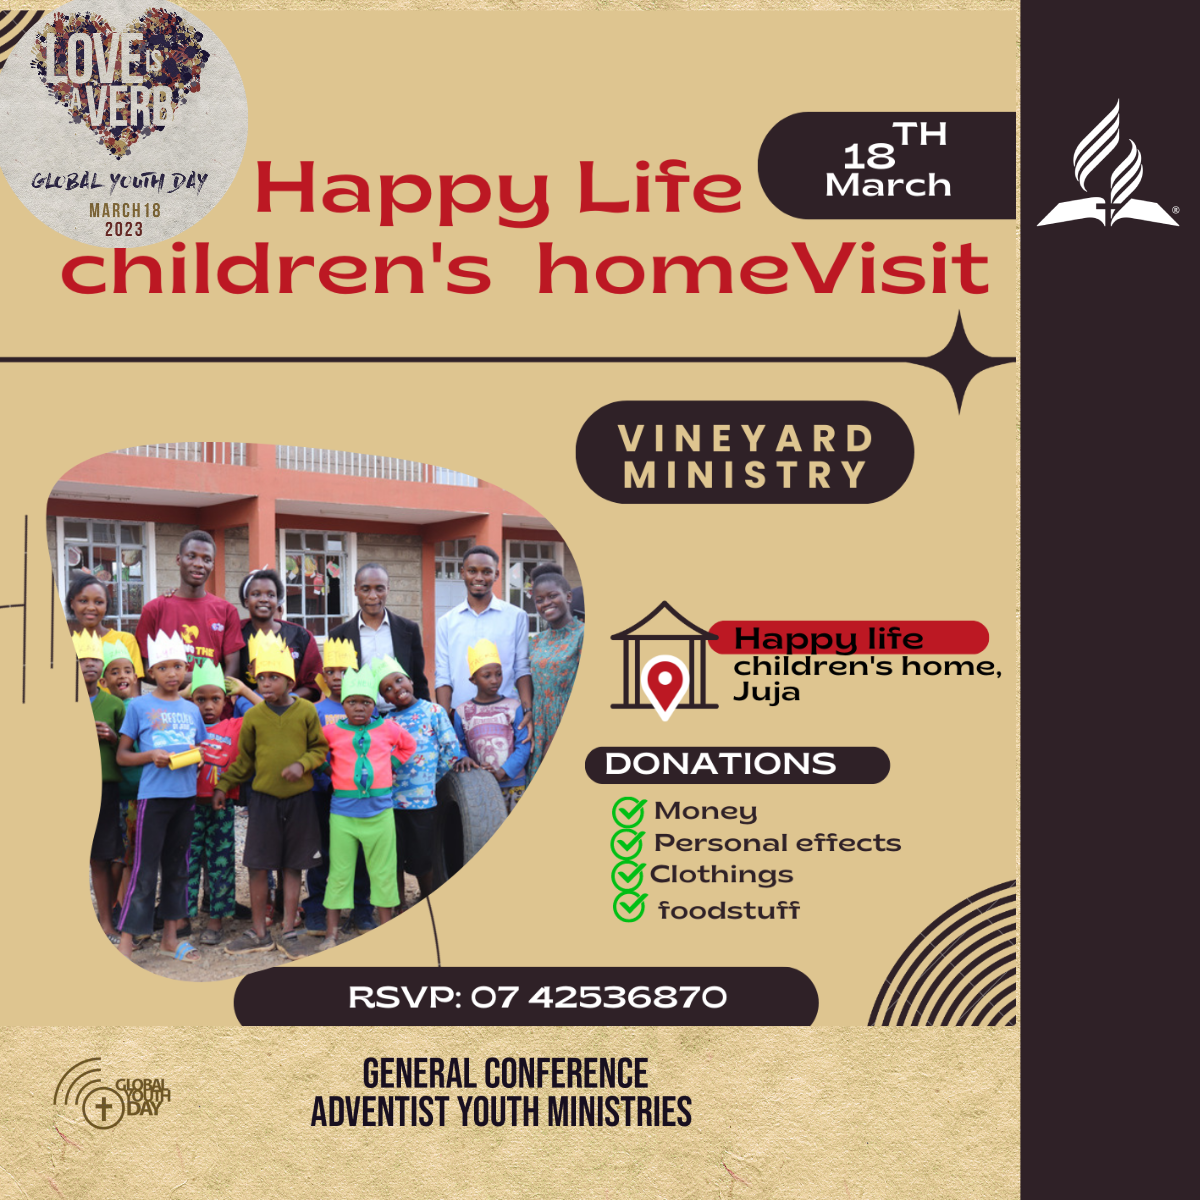 LOVE IS
A VERB
GLOBAL YOUTH DAY
MARCH 18
2023
18TH
March
Happy Life
children's homeVisit
®
VINEYARD
MINISTRY
Happy life
children's home,
Juja
DONATIONS
Money
Personal effects
Clothings
foodstuff
RSVP: 07 42536870
GLOBAL
YOUTH
DAY
GENERAL CONFERENCE
ADVENTIST YOUTH MINISTRIES